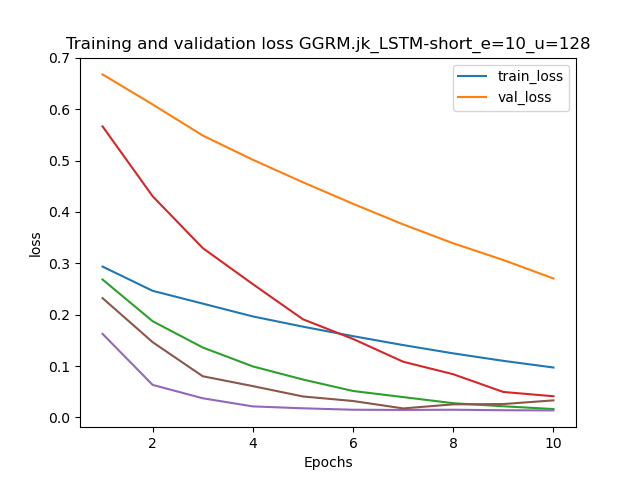 Training and validation loss GGRM.jk_LSTM-short_e=10_u=128
train_loss
val_loss
loss
0.7
0.6
0.5
0.4
0.3
0.2
0.1
0.0
2 4 6 8 10
Epochs